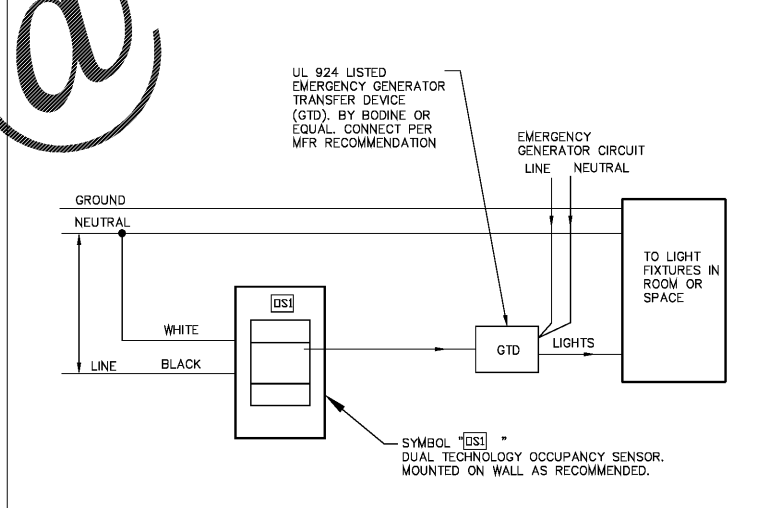 @
UL 924 LISTED
EMERGENCY GENERATOR
TRANSFER DEVICE
(GTD). BY BODINE OR
EQUAL. CONNECT PER
MFR RECOMMENDATION
EMERGENCY
GENERATOR CIRCUIT
LINE NEUTRAL
GROUND
NEUTRAL
TO LIGHT
FIXTURES IN
ROOM OR
SPACE
OS1
WHITE
LINE BLACK
GTD
LIGHTS
SYMBOL "OS1 "
DUAL TECHNOLOGY OCCUPANCY SENSOR.
MOUNTED ON WALL AS RECOMMENDED.